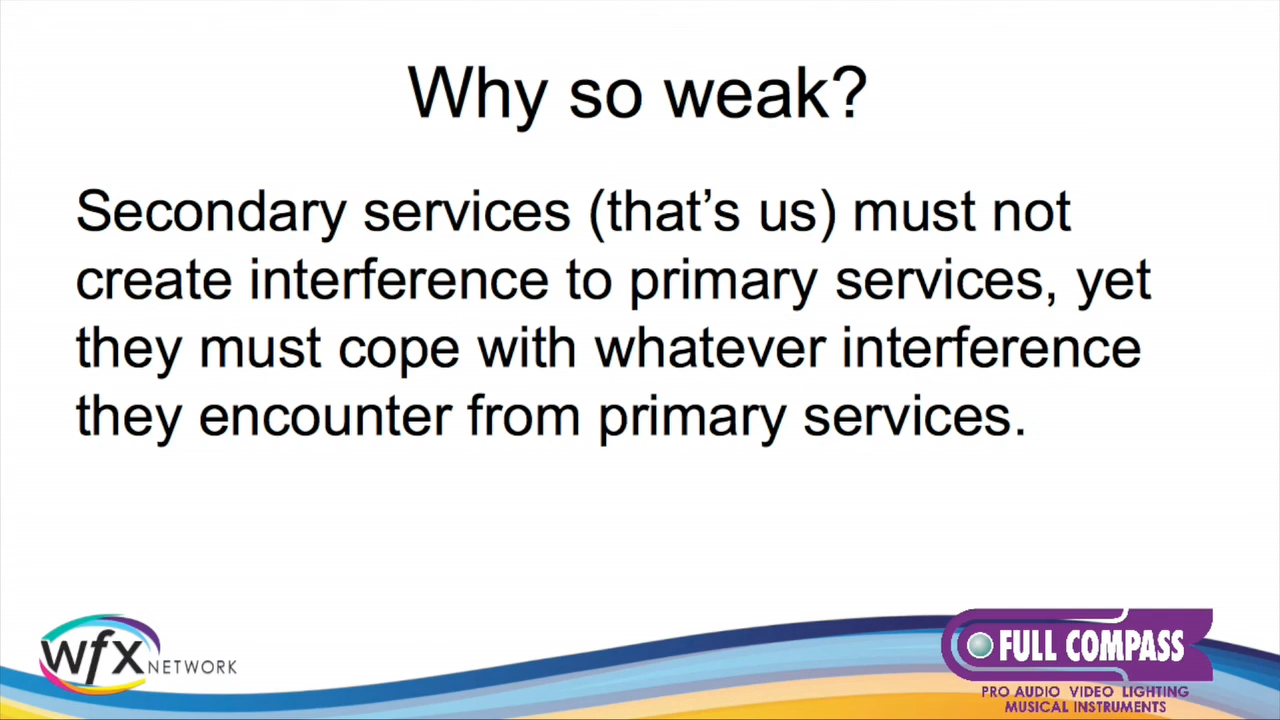 Why so weak?
Secondary services (that's us) must not
create interference to primary services, yet
they must cope with whatever interference
they encounter from primary services.
wfx NETWORK
FULL COMPASS
PRO AUDIO VIDEO LIGHTING
MUSICAL INSTRUMENTS